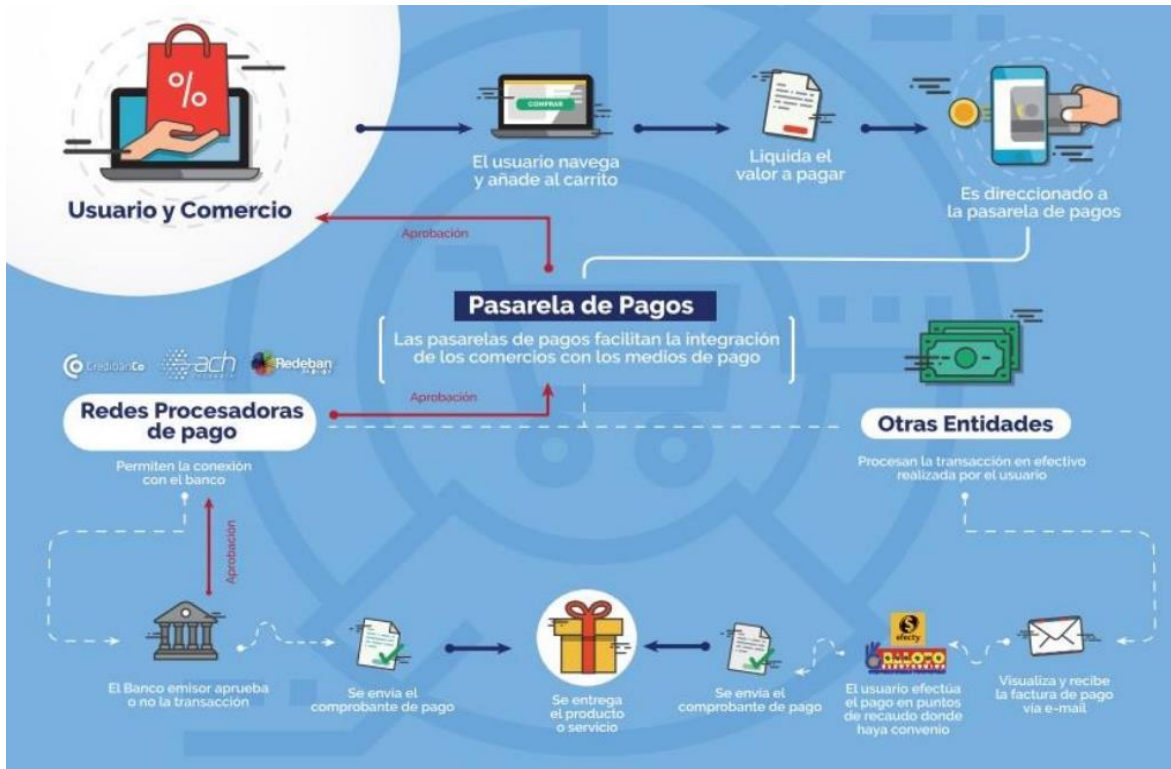 %
COMPRAR
El usuario navega
y añade al carrito
Liquida el
valor a pagar
Es direccionado a
la pasarela de pagos
Usuario y Comercio
Aprobación
Pasarela de Pagos
Las pasarelas de pagos facilitan la integración
de los comercios con los medios de pago
CredibanCo
ach
Redeban
Redes Procesadoras
de pago
Aprobación
Otras Entidades
Permiten la conexión
con el banco
Procesan la transacción en efectivo
realizada por el usuario
Aprobación
$
efecty
El Banco emisor aprueba
o no la transacción
Se envía el
comprobante de pago
Se entrega
el producto
o servicio
Se envía el
comprobante de pago
El usuario efectúa
el pago en puntos
de recaudo donde
haya convenio
Visualiza y recibe
la factura de pago
vía e-mail